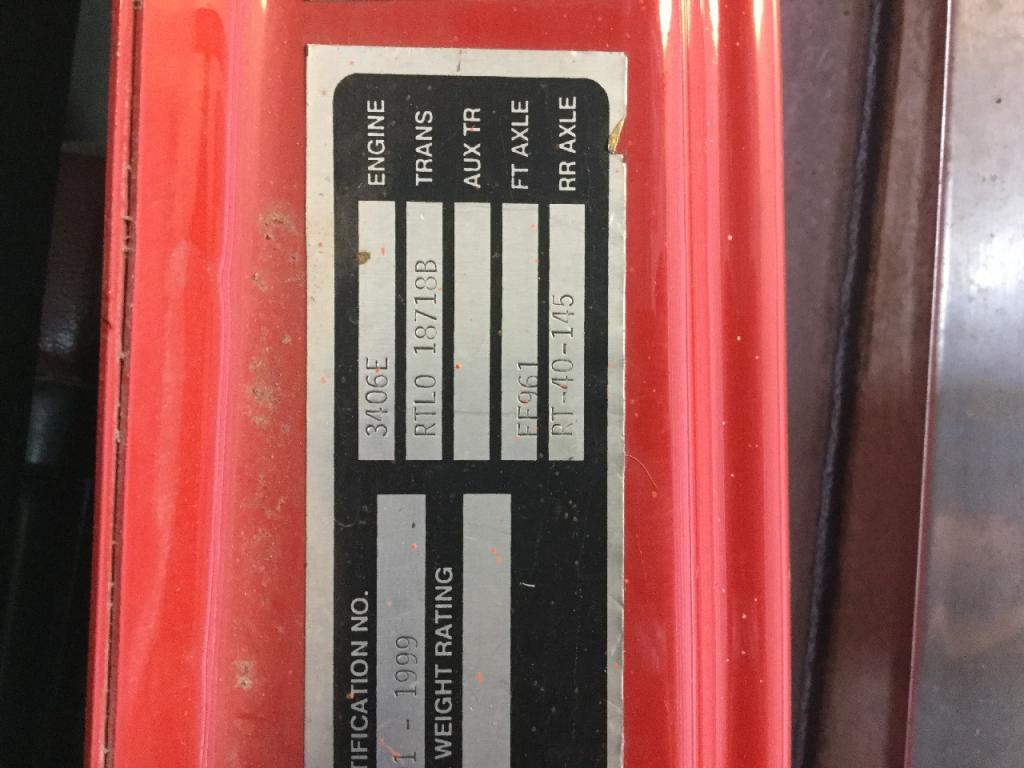 ENGINE 3406E
TRANS RTLO 18718B
AUX TR
FT AXLE FF961
RR AXLE RT-40-145
TIFICATION NO.
1 - 1999
WEIGHT RATING